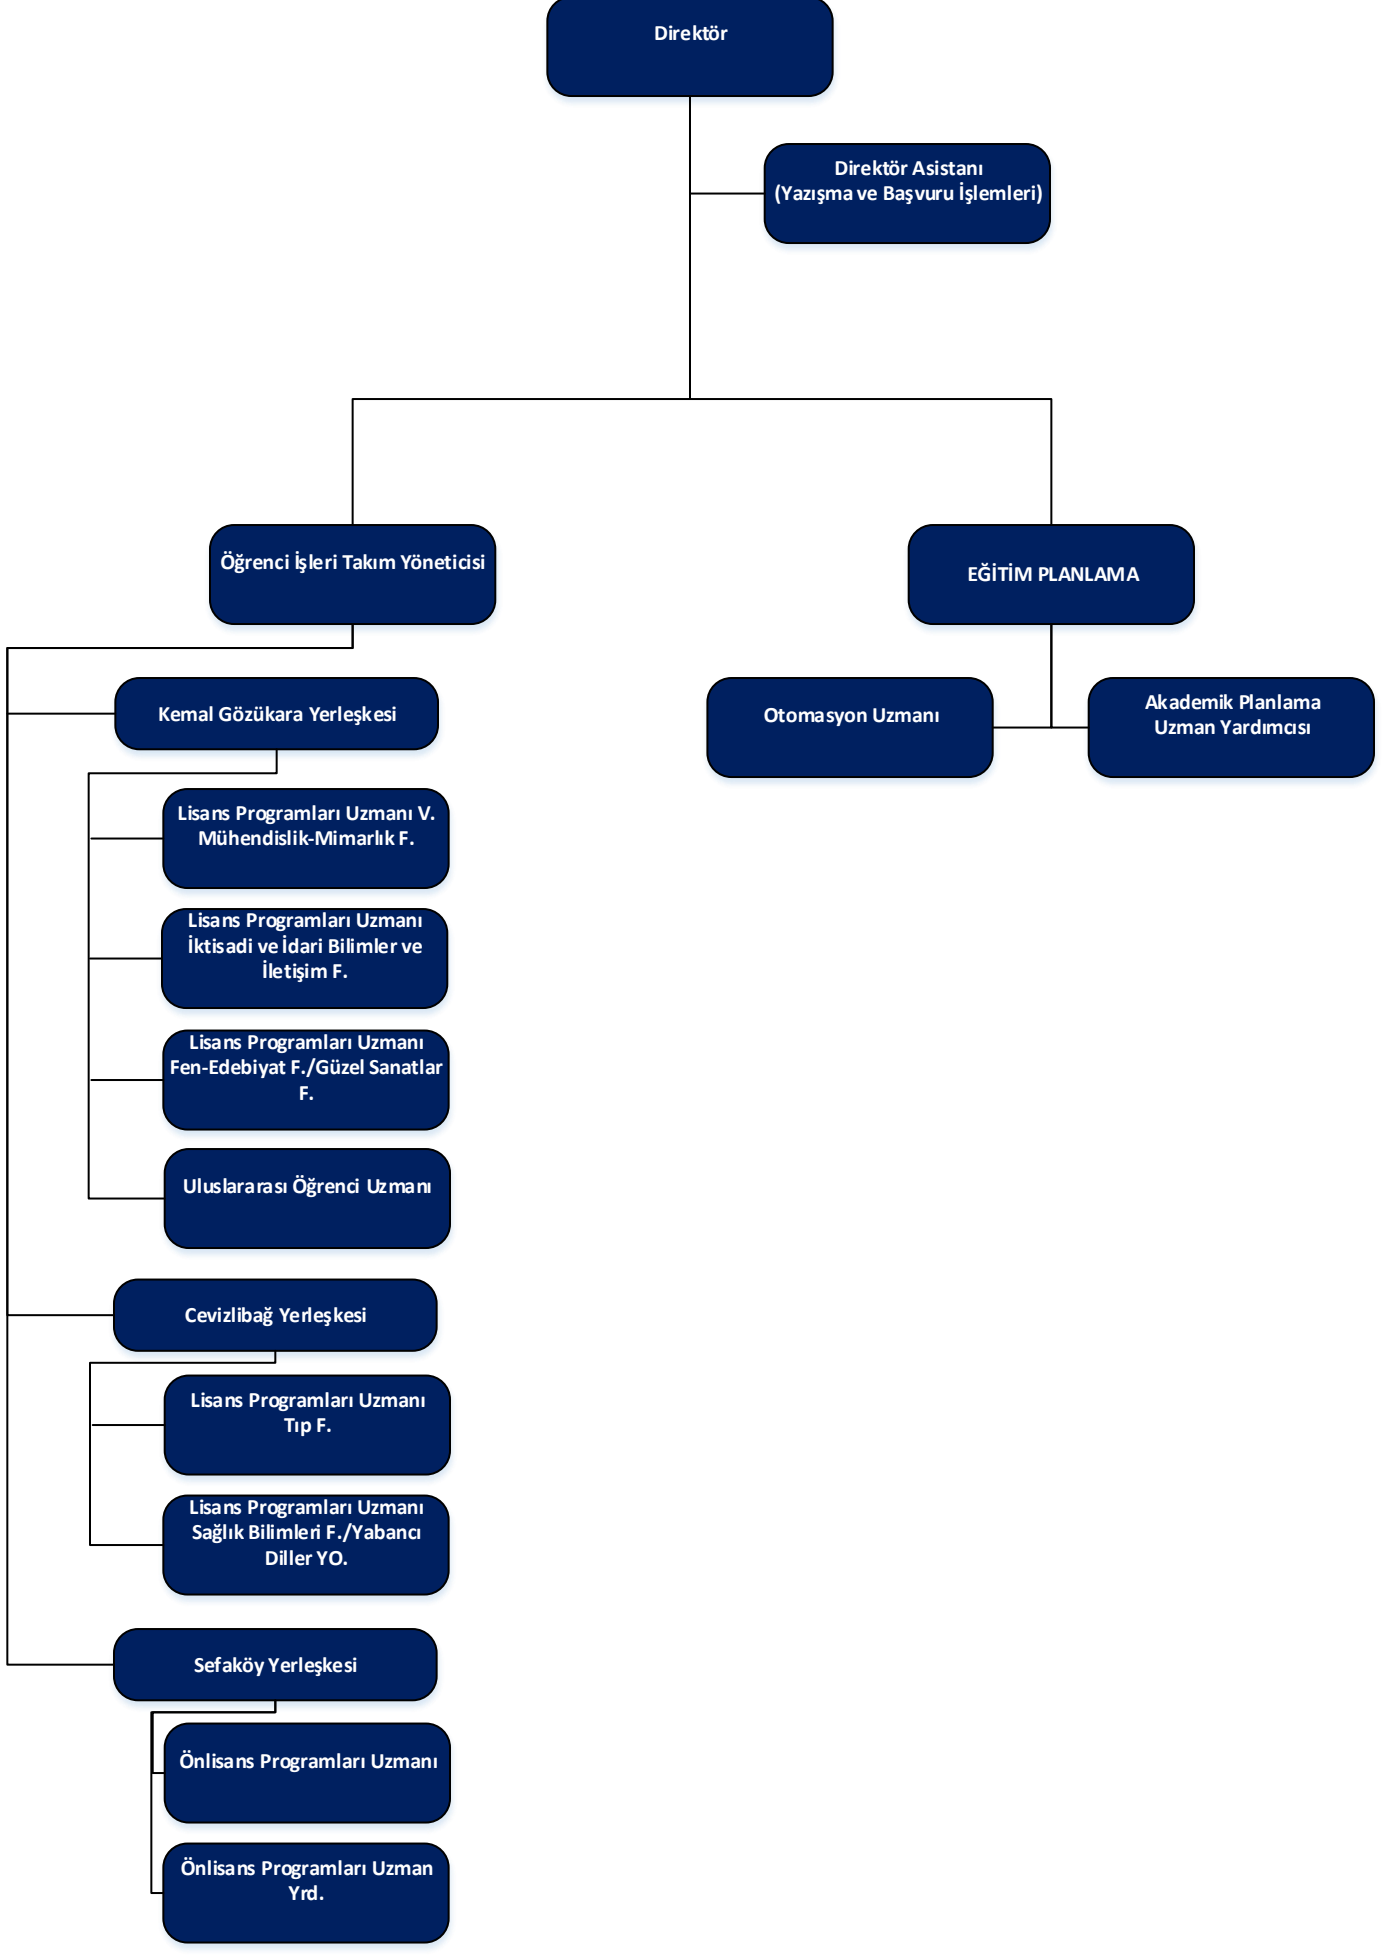 Direktör
Direktör Asistanı
(Yazışma ve Başvuru İşlemleri)
Öğrenci İşleri Takım Yöneticisi
EĞİTİM PLANLAMA
Kemal Gözükara Yerleşkesi
Otomasyon Uzmanı
Akademik Planlama
Uzman Yardımcısı
Lisans Programları Uzmanı V.
Mühendislik-Mimarlık F.
Lisans Programları Uzmanı
İktisadi ve İdari Bilimler ve
İletişim F.
Lisans Programları Uzmanı
Fen-Edebiyat F./Güzel Sanatlar
F.
Uluslararası Öğrenci Uzmanı
Cevizlibağ Yerleşkesi
Lisans Programları Uzmanı
Tıp F.
Lisans Programları Uzmanı
Sağlık Bilimleri F./Yabancı
Diller YO.
Sefaköy Yerleşkesi
Önlisans Programları Uzmanı
Önlisans Programları Uzman
Yrd.